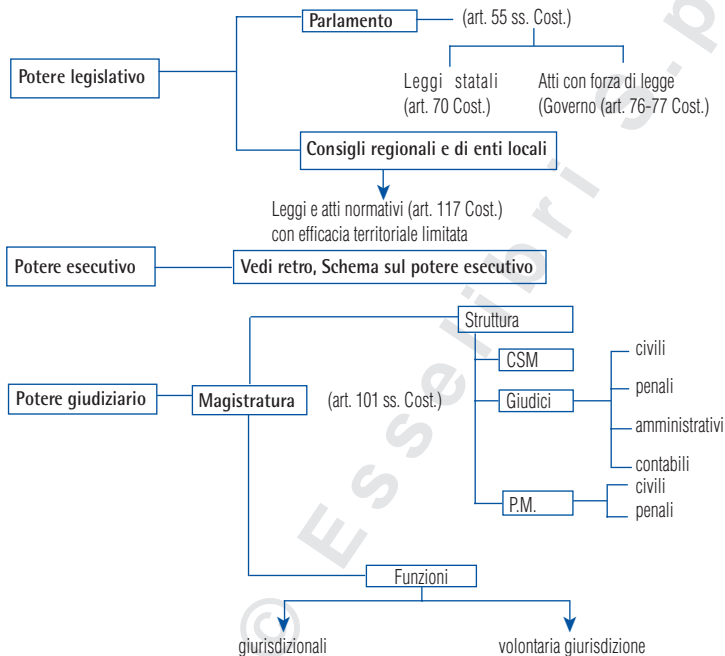 Parlamento
(art. 55 ss. Cost.)
Potere legislativo
Leggi statali
(art. 70 Cost.)
Atti con forza di legge
(Governo (art. 76-77 Cost.)
Consigli regionali e di enti locali
Leggi e atti normativi (art. 117 Cost.)
con efficacia territoriale limitata
Potere esecutivo
Vedi retro, Schema sul potere esecutivo
Struttura
CSM
civili
Potere giudiziario
Magistratura
(art. 101 ss. Cost.)
Giudici
penali
amministrativi
contabili
P.M.
civili
penali
Funzioni
giurisdizionali
volontaria giurisdizione
© Esselibri S.p